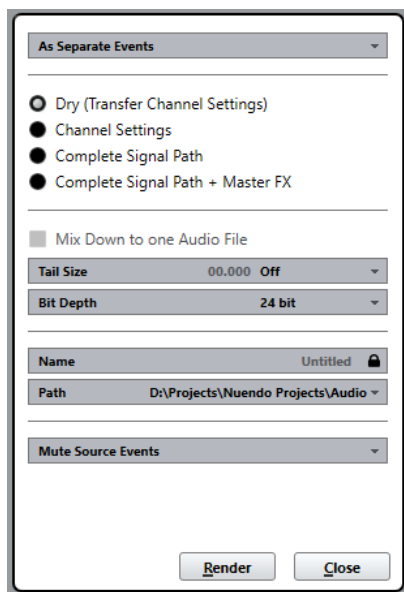 As Separate Events
Dry (Transfer Channel Settings)
Channel Settings
Complete Signal Path
Complete Signal Path + Master FX
Mix Down to one Audio File
Tail Size 00.000 Off
Bit Depth 24 bit
Name Untitled
Path D:\Projects\Nuendo Projects\Audio
Mute Source Events
Render Close